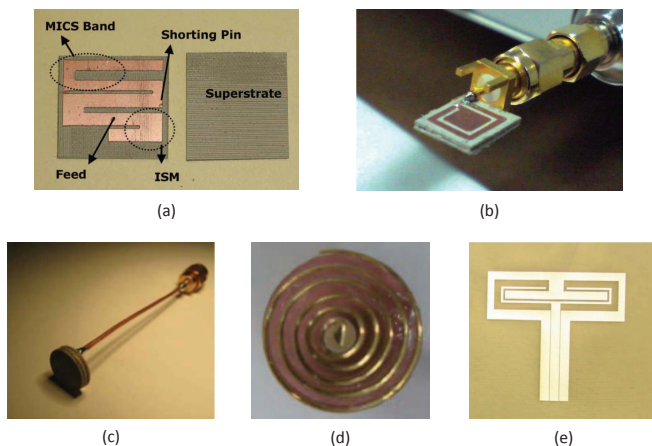 MICS Band
Shorting Pin
Superstrate
Feed
ISM
(a)
(b)
(c)
(d)
(e)